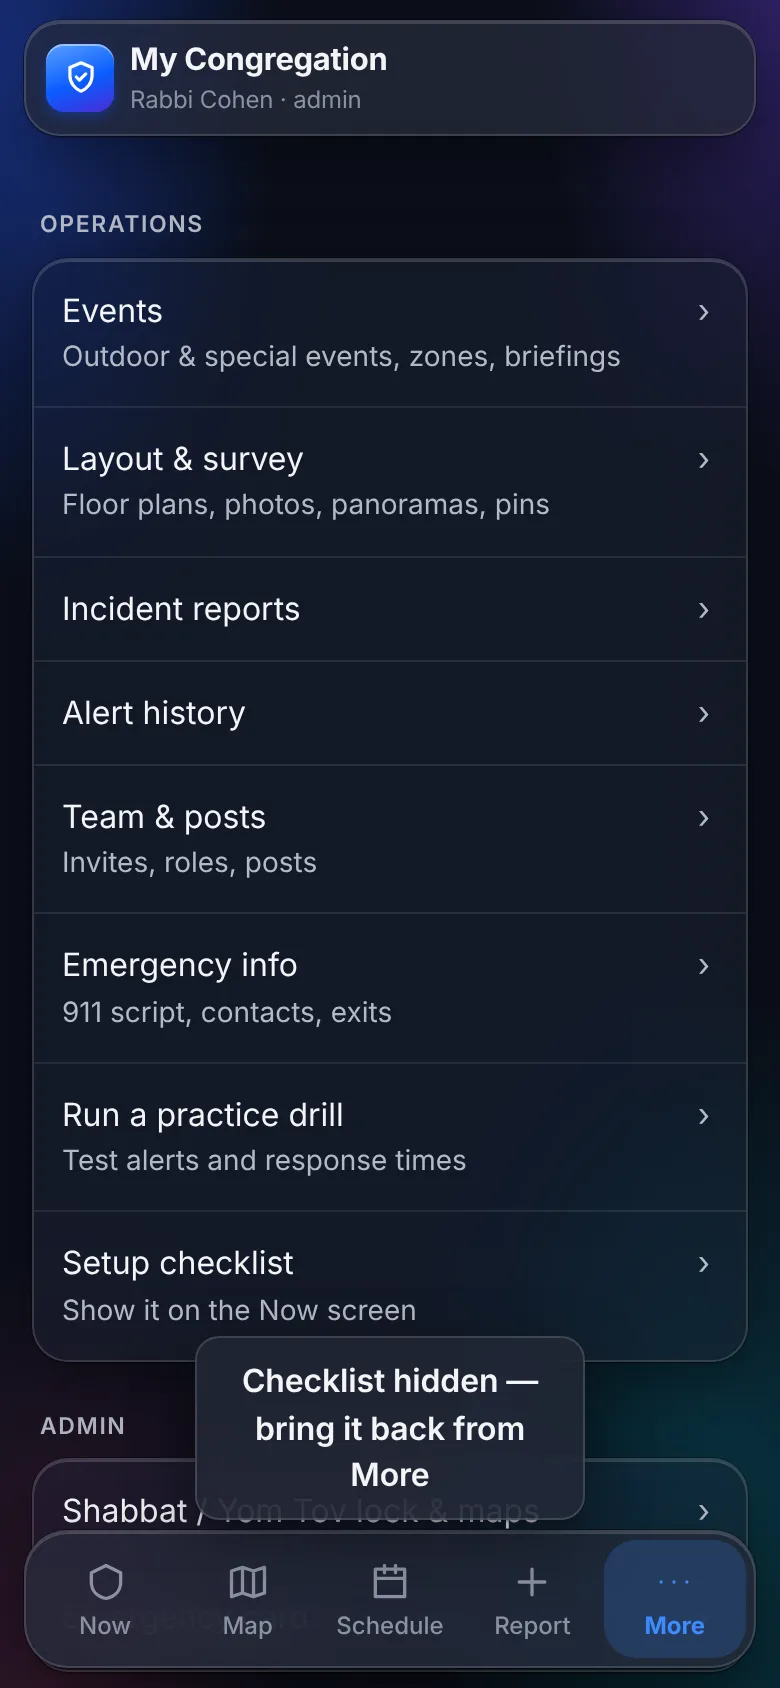 My Congregation
Rabbi Cohen · admin
OPERATIONS
Events
Outdoor & special events, zones, briefings
Layout & survey
Floor plans, photos, panoramas, pins
Incident reports
Alert history
Team & posts
Invites, roles, posts
Emergency info
911 script, contacts, exits
Run a practice drill
Test alerts and response times
Setup checklist
Show it on the Now screen
Checklist hidden —
bring it back from
More
ADMIN
Shabbat / Yom Tov lock & maps
Now
Map
Schedule
Report
More